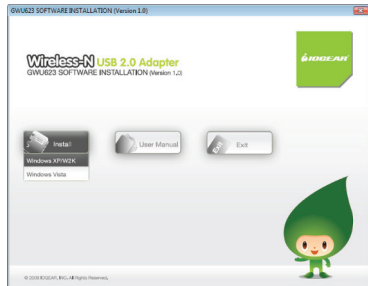 GWU623 SOFTWARE INSTALLATION (Version 1.0)
Wireless-N USB 2.0 Adapter
GWU623 SOFTWARE INSTALLATION (Version 1.0)
IOGEAR
Install
User Manual
Exit
Windows XP/W2K
Windows Vista
© 2008 IOGEAR, INC. All Rights Reserved.